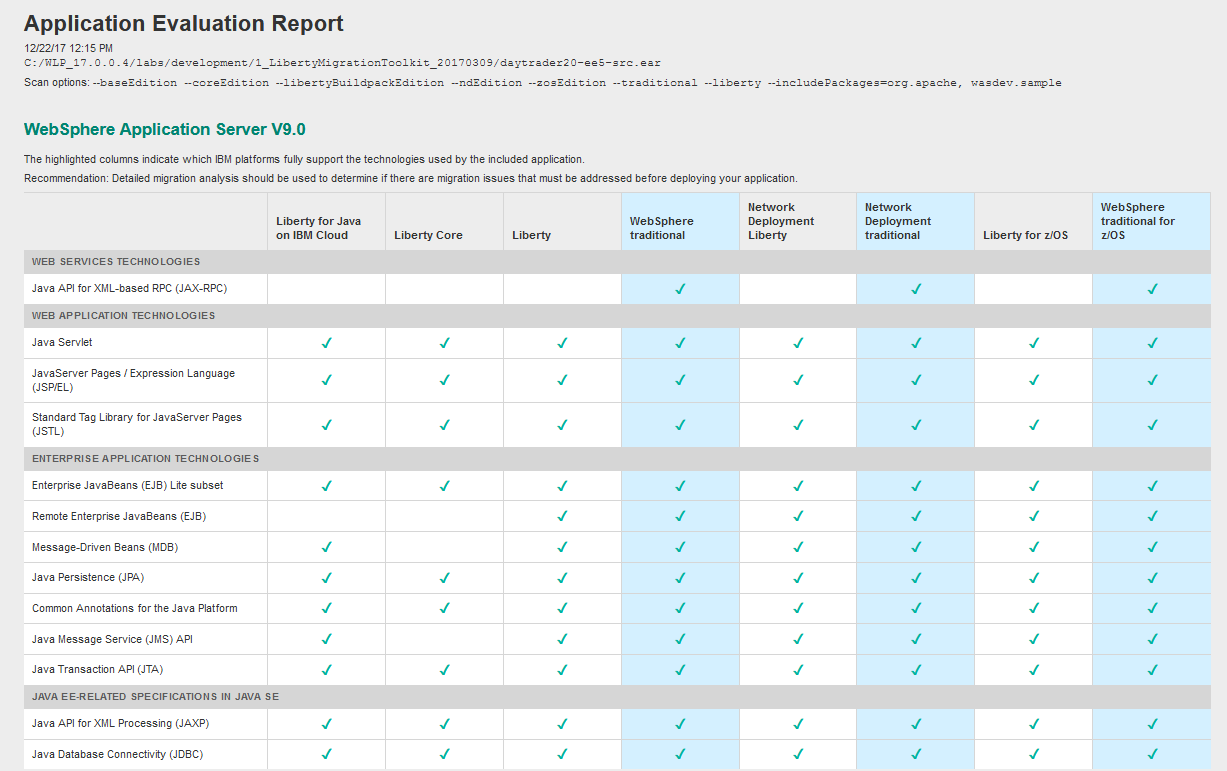 Application Evaluation Report
12/22/17 12:15 PM
C:/WLP_17.0.0.4/labs/development/1_LibertyMigrationToolkit_20170309/daytrader20-ee5-src.ear
Scan options: --baseEdition --coreEdition --libertyBuildpackEdition --ndEdition --zosEdition --traditional --liberty --includePackages=org.apache, wasdev.sample
WebSphere Application Server V9.0
The highlighted columns indicate which IBM platforms fully support the technologies used by the included application.
Recommendation: Detailed migration analysis should be used to determine if there are migration issues that must be addressed before deploying your application.
Liberty for Java
on IBM Cloud
Liberty Core
Liberty
WebSphere
traditional
Network
Deployment
Liberty
Network
Deployment
traditional
Liberty for z/OS
WebSphere
traditional for
z/OS
WEB SERVICES TECHNOLOGIES
Java API for XML-based RPC (JAX-RPC) ✓ ✓ ✓
WEB APPLICATION TECHNOLOGIES
Java Servlet ✓ ✓ ✓ ✓ ✓ ✓ ✓ ✓
JavaServer Pages / Expression Language
(JSP/EL) ✓ ✓ ✓ ✓ ✓ ✓ ✓ ✓
Standard Tag Library for JavaServer Pages
(JSTL) ✓ ✓ ✓ ✓ ✓ ✓ ✓ ✓
ENTERPRISE APPLICATION TECHNOLOGIES
Enterprise JavaBeans (EJB) Lite subset ✓ ✓ ✓ ✓ ✓ ✓ ✓ ✓
Remote Enterprise JavaBeans (EJB) ✓ ✓ ✓ ✓ ✓ ✓
Message-Driven Beans (MDB) ✓ ✓ ✓ ✓ ✓ ✓ ✓
Java Persistence (JPA) ✓ ✓ ✓ ✓ ✓ ✓ ✓ ✓
Common Annotations for the Java Platform ✓ ✓ ✓ ✓ ✓ ✓ ✓ ✓
Java Message Service (JMS) API ✓ ✓ ✓ ✓ ✓ ✓ ✓
Java Transaction API (JTA) ✓ ✓ ✓ ✓ ✓ ✓ ✓ ✓
JAVA EE-RELATED SPECIFICATIONS IN JAVA SE
Java API for XML Processing (JAXP) ✓ ✓ ✓ ✓ ✓ ✓ ✓ ✓
Java Database Connectivity (JDBC) ✓ ✓ ✓ ✓ ✓ ✓ ✓ ✓